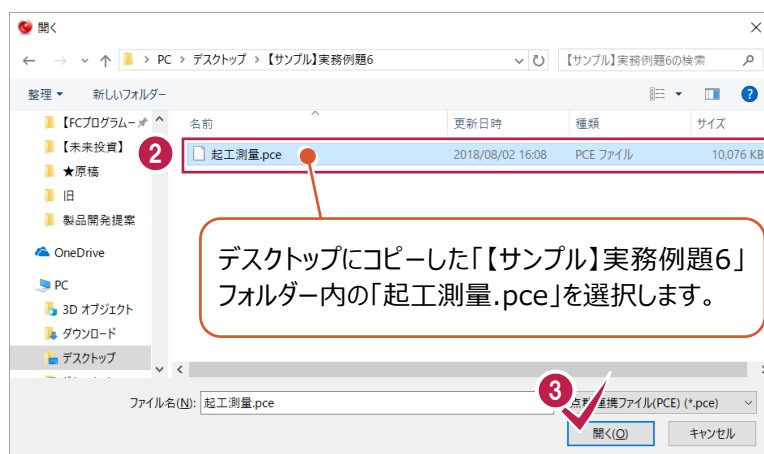 開く
PC > デスクトップ > 【サンプル】実務例題6
【サンプル】実務例題6の検索
整理 新しいフォルダー
名前 更新日時 種類 サイズ
【FCプログラム-
【未来投資】
★原稿
旧
製品開発提案
OneDrive
PC
3D オブジェクト
ダウンロード
デスクトップ
2
起工測量.pce 2018/08/02 16:08 PCE ファイル 10,076 KB
デスクトップにコピーした「【サンプル】実務例題6」
フォルダー内の「起工測量.pce」を選択します。
ファイル名(N): 起工測量.pce
3
連携ファイル(PCE) (*.pce)
開く(O) キャンセル